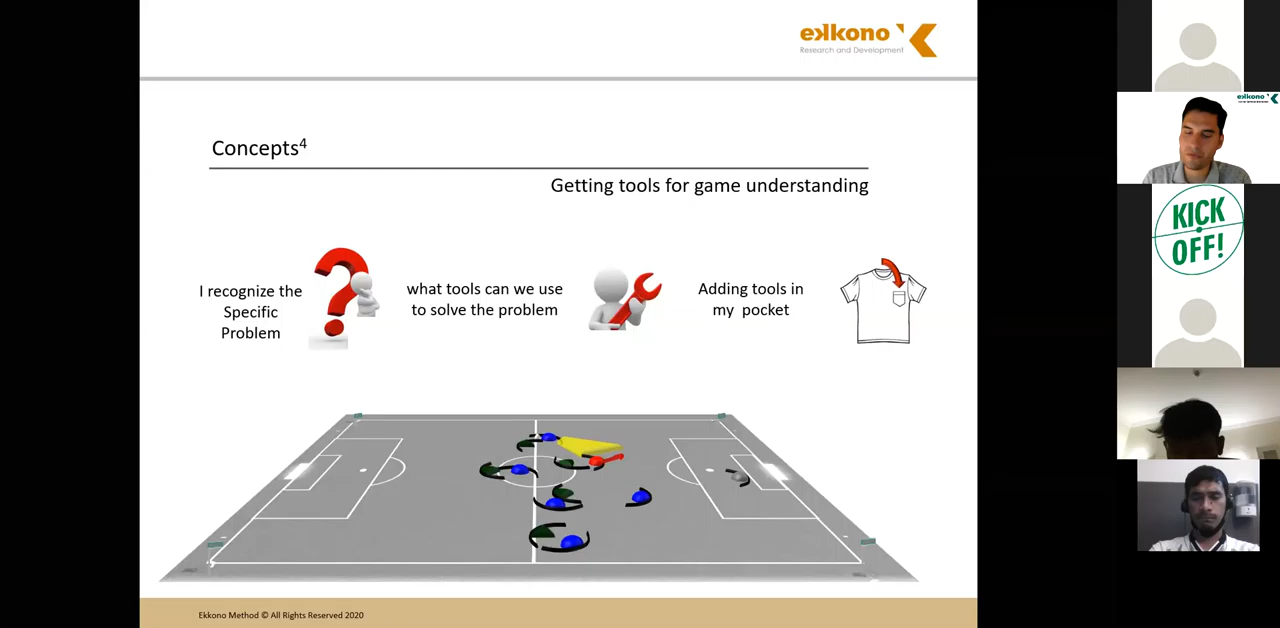 ekkono
Research and Development
Concepts4
Getting tools for game understanding
I recognize the
Specific
Problem
what tools can we use
to solve the problem
Adding tools in
my pocket
Ekkono Method © All Rights Reserved 2020
ekkono
KICK
OFF!